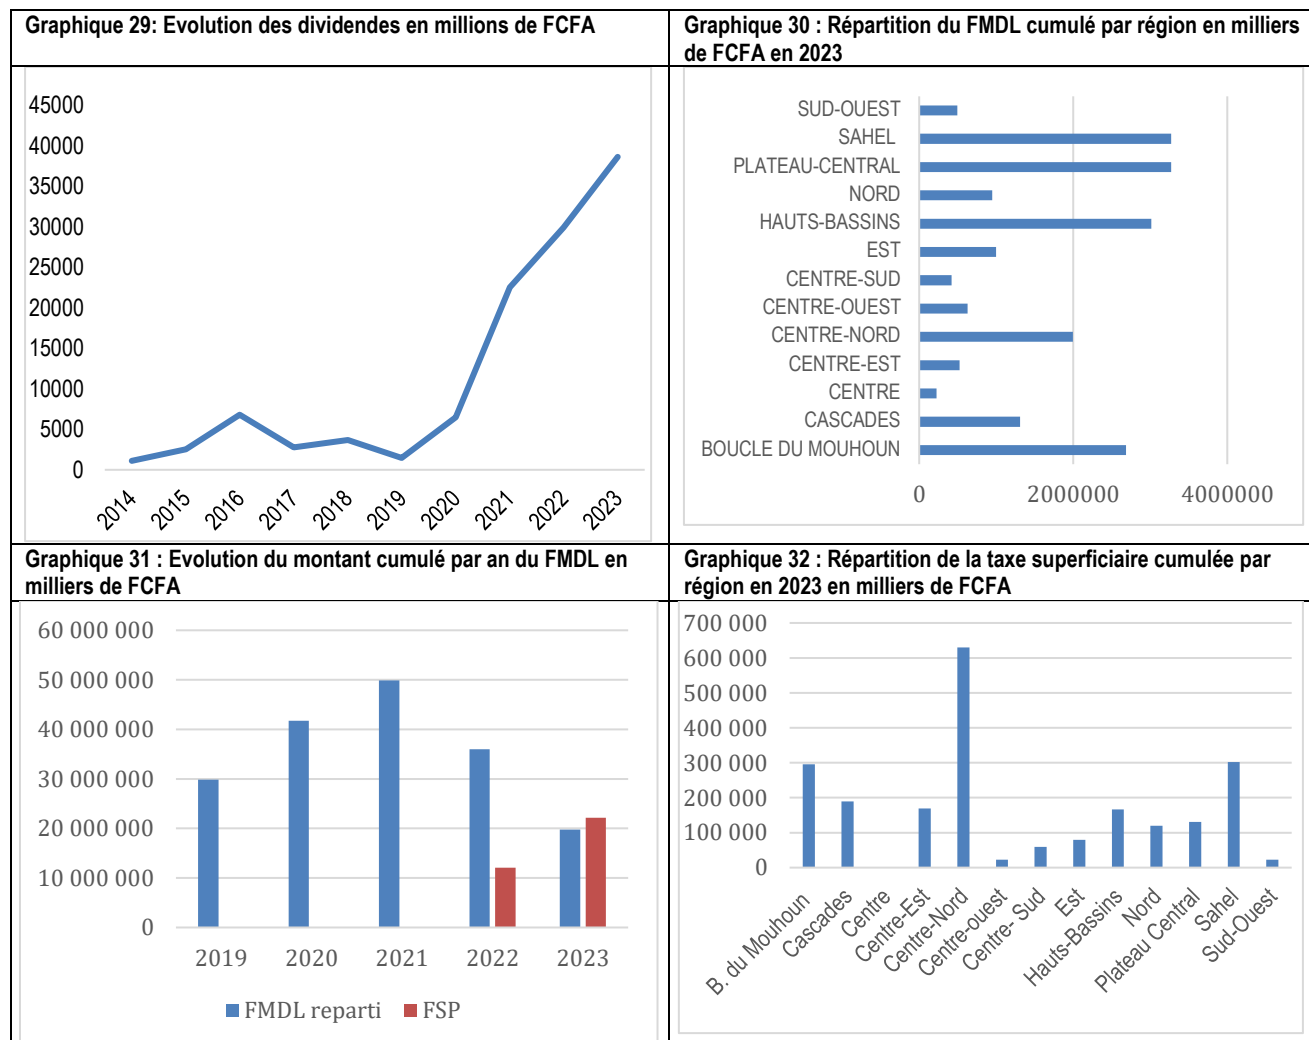 Graphique 29: Evolution des dividendes en millions de FCFA
45000
40000
35000
30000
25000
20000
15000
10000
5000
0
2014
2015
2016
2017
2018
2019
2020
2021
2022
2023
Graphique 30 : Répartition du FMDL cumulé par région en milliers
de FCFA en 2023
SUD-OUEST
SAHEL
PLATEAU-CENTRAL
NORD
HAUTS-BASSINS
EST
CENTRE-SUD
CENTRE-OUEST
CENTRE-NORD
CENTRE-EST
CENTRE
CASCADES
BOUCLE DU MOUHOUN
0 2000000 4000000
Graphique 31 : Evolution du montant cumulé par an du FMDL en
milliers de FCFA
60 000 000
50 000 000
40 000 000
30 000 000
20 000 000
10 000 000
0
2019 2020 2021 2022 2023
FMDL reparti FSP
Graphique 32 : Répartition de la taxe superficiaire cumulée par
région en 2023 en milliers de FCFA
700 000
600 000
500 000
400 000
300 000
200 000
100 000
0
B. du Mouhoun
Cascades
Centre
Centre-Est
Centre-Nord
Centre-ouest
Centre- Sud
Est
Hauts-Bassins
Nord
Plateau Central
Sahel
Sud-Ouest